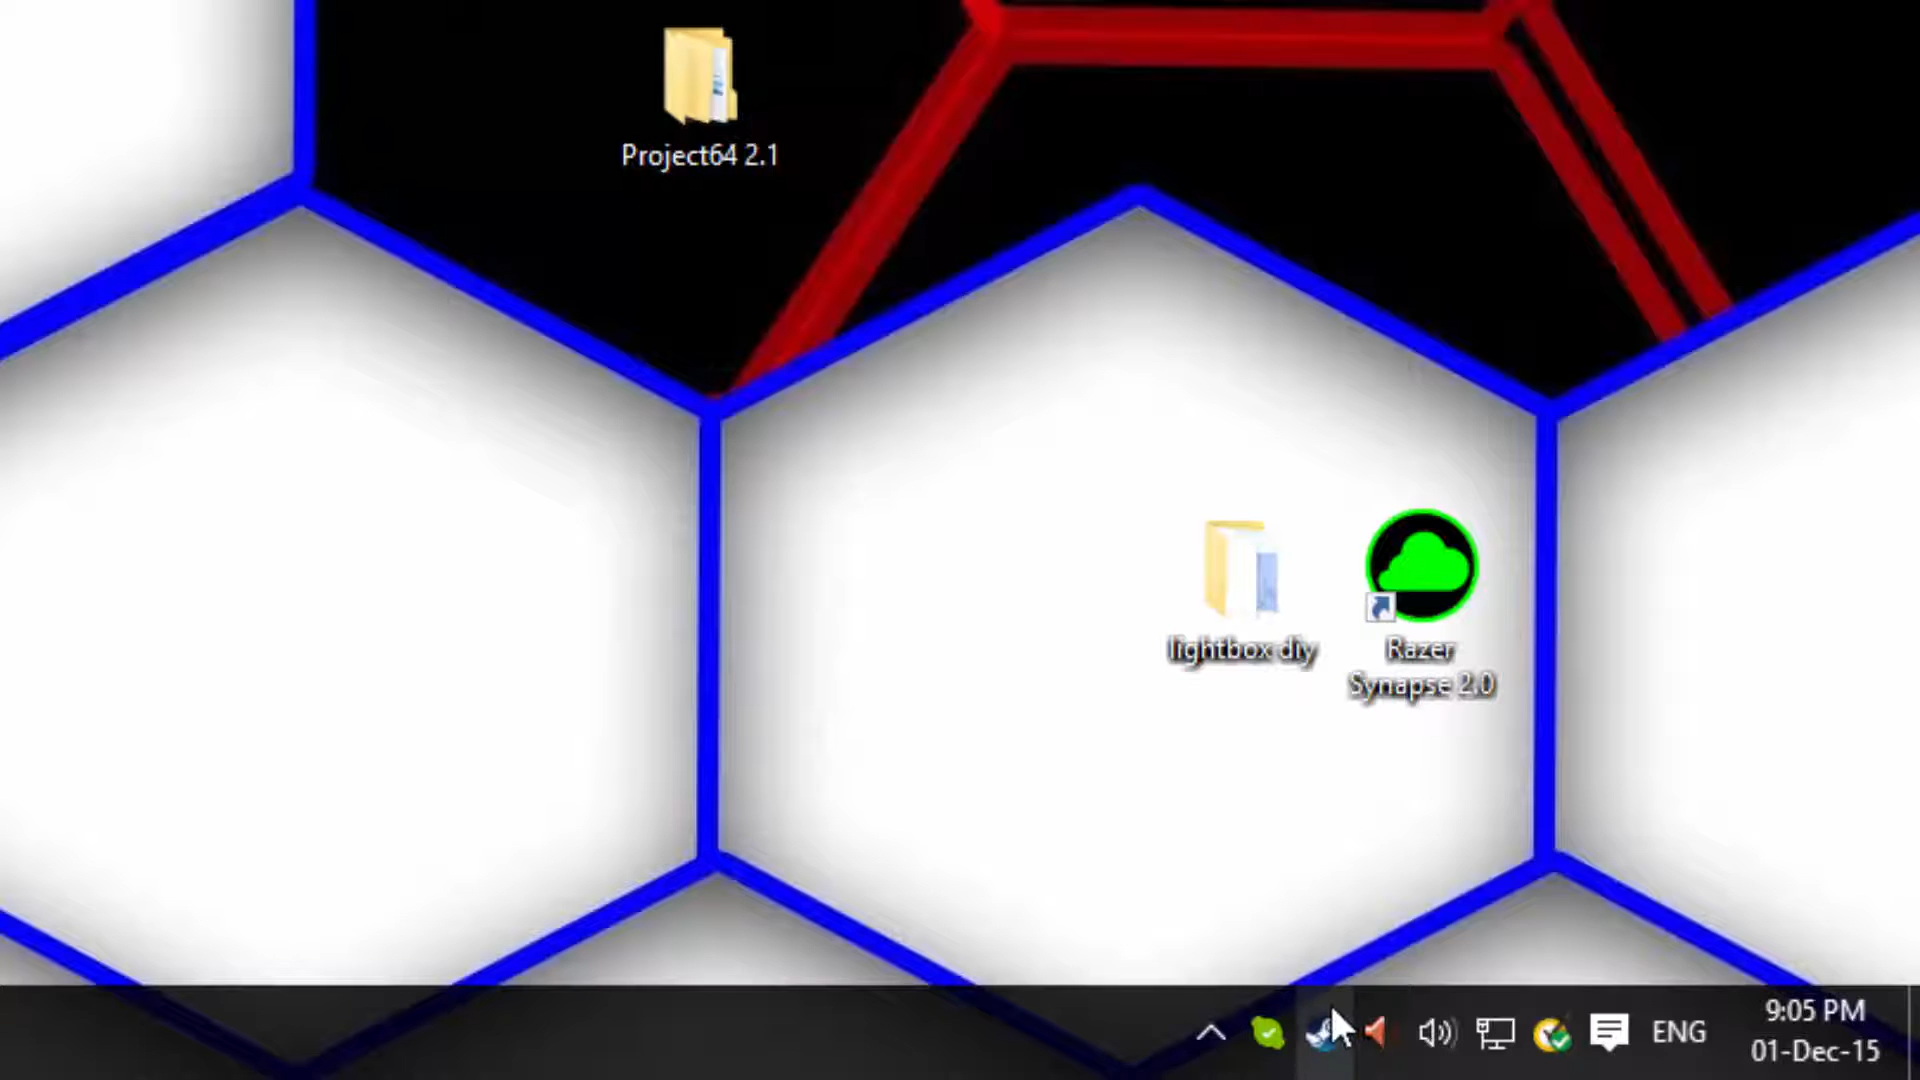 Project64 2.1
lightbox diy
Razer
Synapse 2.0
ENG
9:05 PM
01-Dec-15